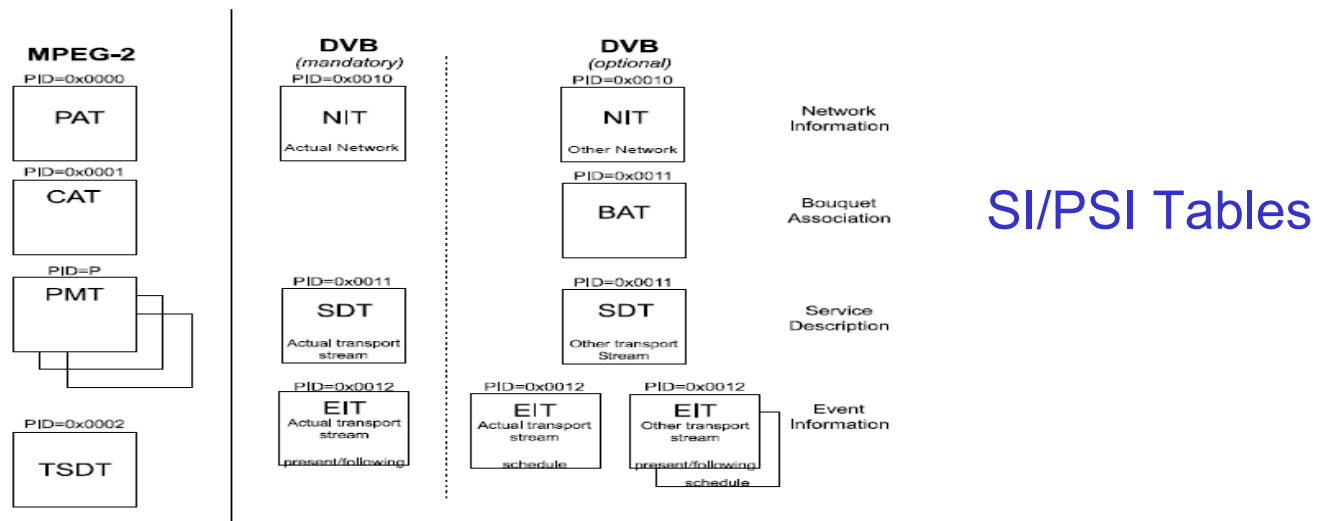 MPEG-2
PID=0x0000
PAT
PID=0x0001
CAT
PID=P
PMT
PID=0x0002
TSDT
DVB
(mandatory)
PID=0x0010
NIT
Actual Network
PID=0x0011
SDT
Actual transport
stream
PID=0x0012
EIT
Actual transport
stream
present/following
DVB
(optional)
PID=0x0010
NIT
Other Network
PID=0x0011
BAT
PID=0x0011
SDT
Other transport
Stream
PID=0x0012
EIT
Actual transport
stream
schedule
PID=0x0012
EIT
Other transport
stream
present/following
schedule
Network
Information
Bouquet
Association
Service
Description
Event
Information
SI/PSI Tables